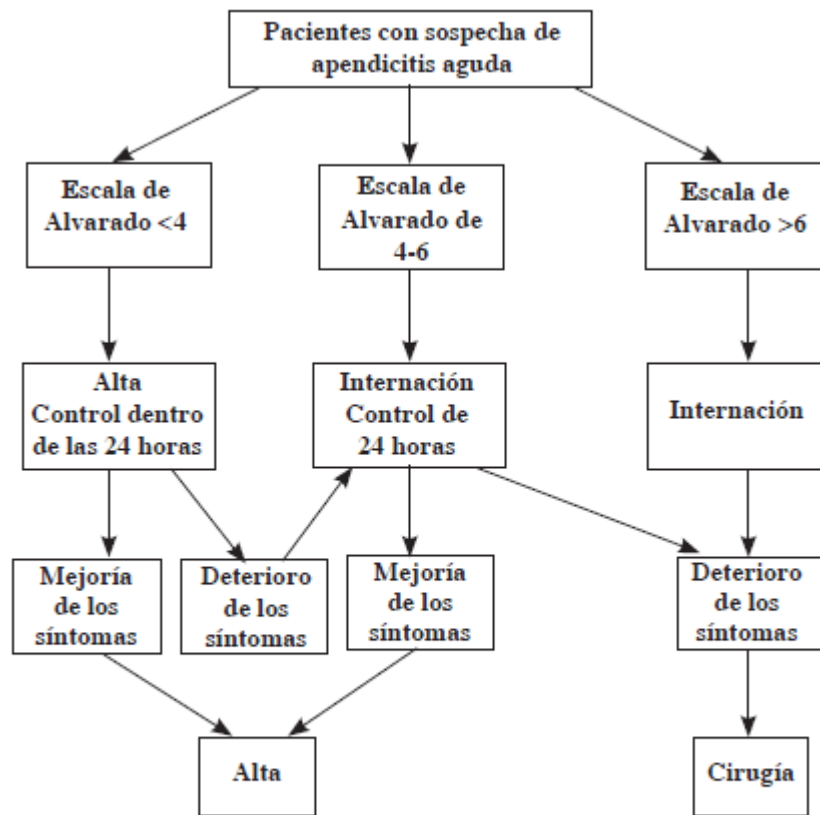 Pacientes con sospecha de
apendicitis aguda
Escala de
Alvarado <4
Escala de
Alvarado de
4-6
Escala de
Alvarado >6
Alta
Control dentro
de las 24 horas
Internación
Control de
24 horas
Internación
Mejoría
de los
síntomas
Deterioro
de los
síntomas
Mejoría
de los
síntomas
Deterioro
de los
síntomas
Alta
Cirugía